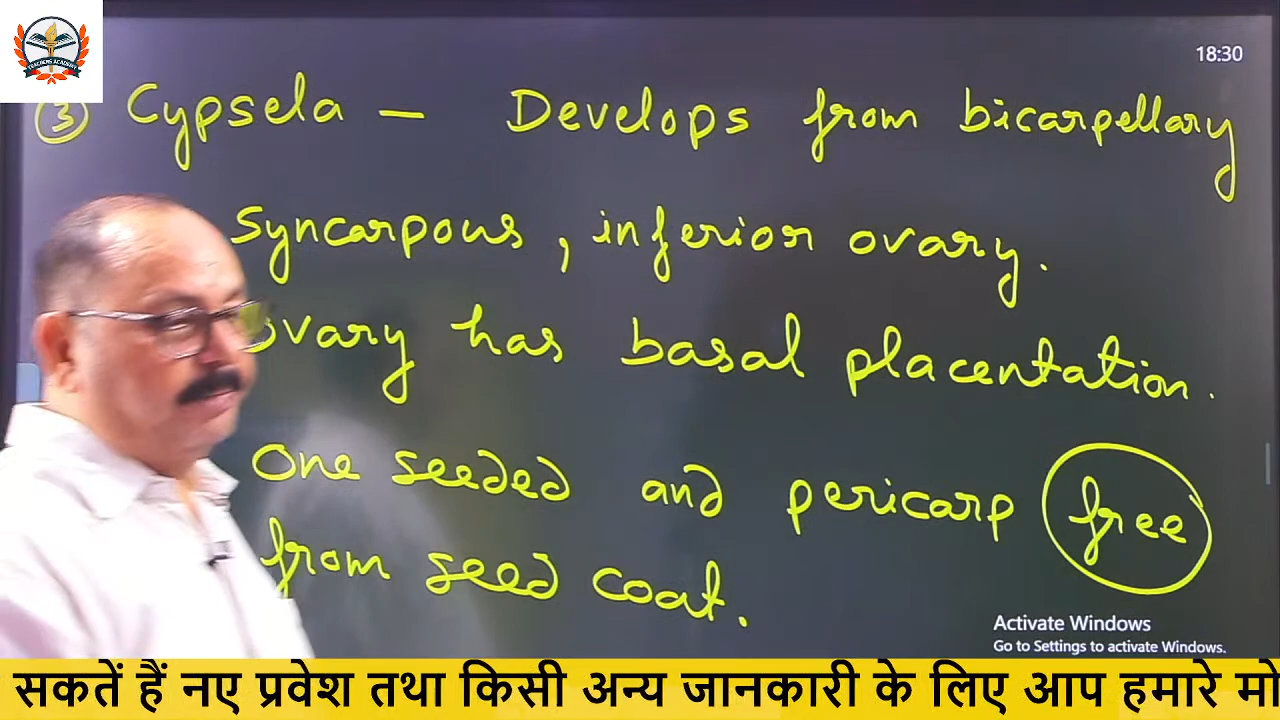 TEACHERS ACADEMY
18:30
③ Cypsela — Develops from bicarpellary
Syncarpous, inferior ovary.
ovary has basal placentation.
One seeded and pericarp free
from seed coat.
Activate Windows
Go to Settings to activate Windows.
सकतें हैं नए प्रवेश तथा किसी अन्य जानकारी के लिए आप हमारे मो